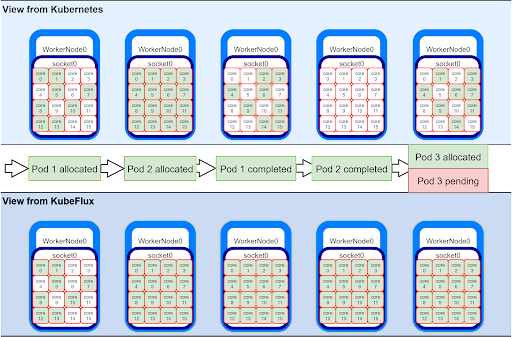 View from Kubernetes
WorkerNode0
socket0
core 0 core 1 core 2 core 3
core 4 core 5 core 6 core 7
core 8 core 9 core 10 core 11
core 12 core 13 core 14 core 15
WorkerNode0
socket0
core 0 core 1 core 2 core 3
core 4 core 5 core 6 core 7
core 8 core 9 core 10 core 11
core 12 core 13 core 14 core 15
WorkerNode0
socket0
core 0 core 1 core 2 core 3
core 4 core 5 core 6 core 7
core 8 core 9 core 10 core 11
core 12 core 13 core 14 core 15
WorkerNode0
socket0
core 0 core 1 core 2 core 3
core 4 core 5 core 6 core 7
core 8 core 9 core 10 core 11
core 12 core 13 core 14 core 15
WorkerNode0
socket0
core 0 core 1 core 2 core 3
core 4 core 5 core 6 core 7
core 8 core 9 core 10 core 11
core 12 core 13 core 14 core 15
Pod 1 allocated
Pod 2 allocated
Pod 1 completed
Pod 2 completed
Pod 3 allocated
Pod 3 pending
View from KubeFlux
WorkerNode0
socket0
core 0 core 1 core 2 core 3
core 4 core 5 core 6 core 7
core 8 core 9 core 10 core 11
core 12 core 13 core 14 core 15
WorkerNode0
socket0
core 0 core 1 core 2 core 3
core 4 core 5 core 6 core 7
core 8 core 9 core 10 core 11
core 12 core 13 core 14 core 15
WorkerNode0
socket0
core 0 core 1 core 2 core 3
core 4 core 5 core 6 core 7
core 8 core 9 core 10 core 11
core 12 core 13 core 14 core 15
WorkerNode0
socket0
core 0 core 1 core 2 core 3
core 4 core 5 core 6 core 7
core 8 core 9 core 10 core 11
core 12 core 13 core 14 core 15
WorkerNode0
socket0
core 0 core 1 core 2 core 3
core 4 core 5 core 6 core 7
core 8 core 9 core 10 core 11
core 12 core 13 core 14 core 15